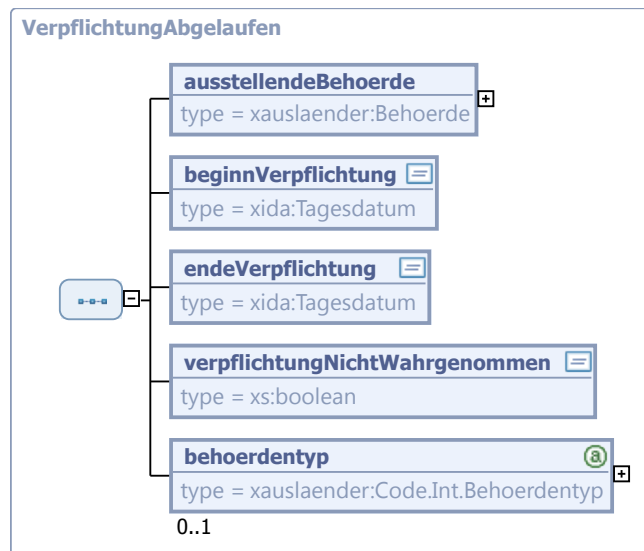 VerpflichtungAbgelaufen
ausstellendeBehoerde
type = xauslaender:Behoerde
beginnVerpflichtung
type = xida:Tagesdatum
endeVerpflichtung
type = xida:Tagesdatum
verpflichtungNichtWahrgenommen
type = xs:boolean
behoerdentyp
a
type = xauslaender:Code.Int.Behoerdentyp
0..1